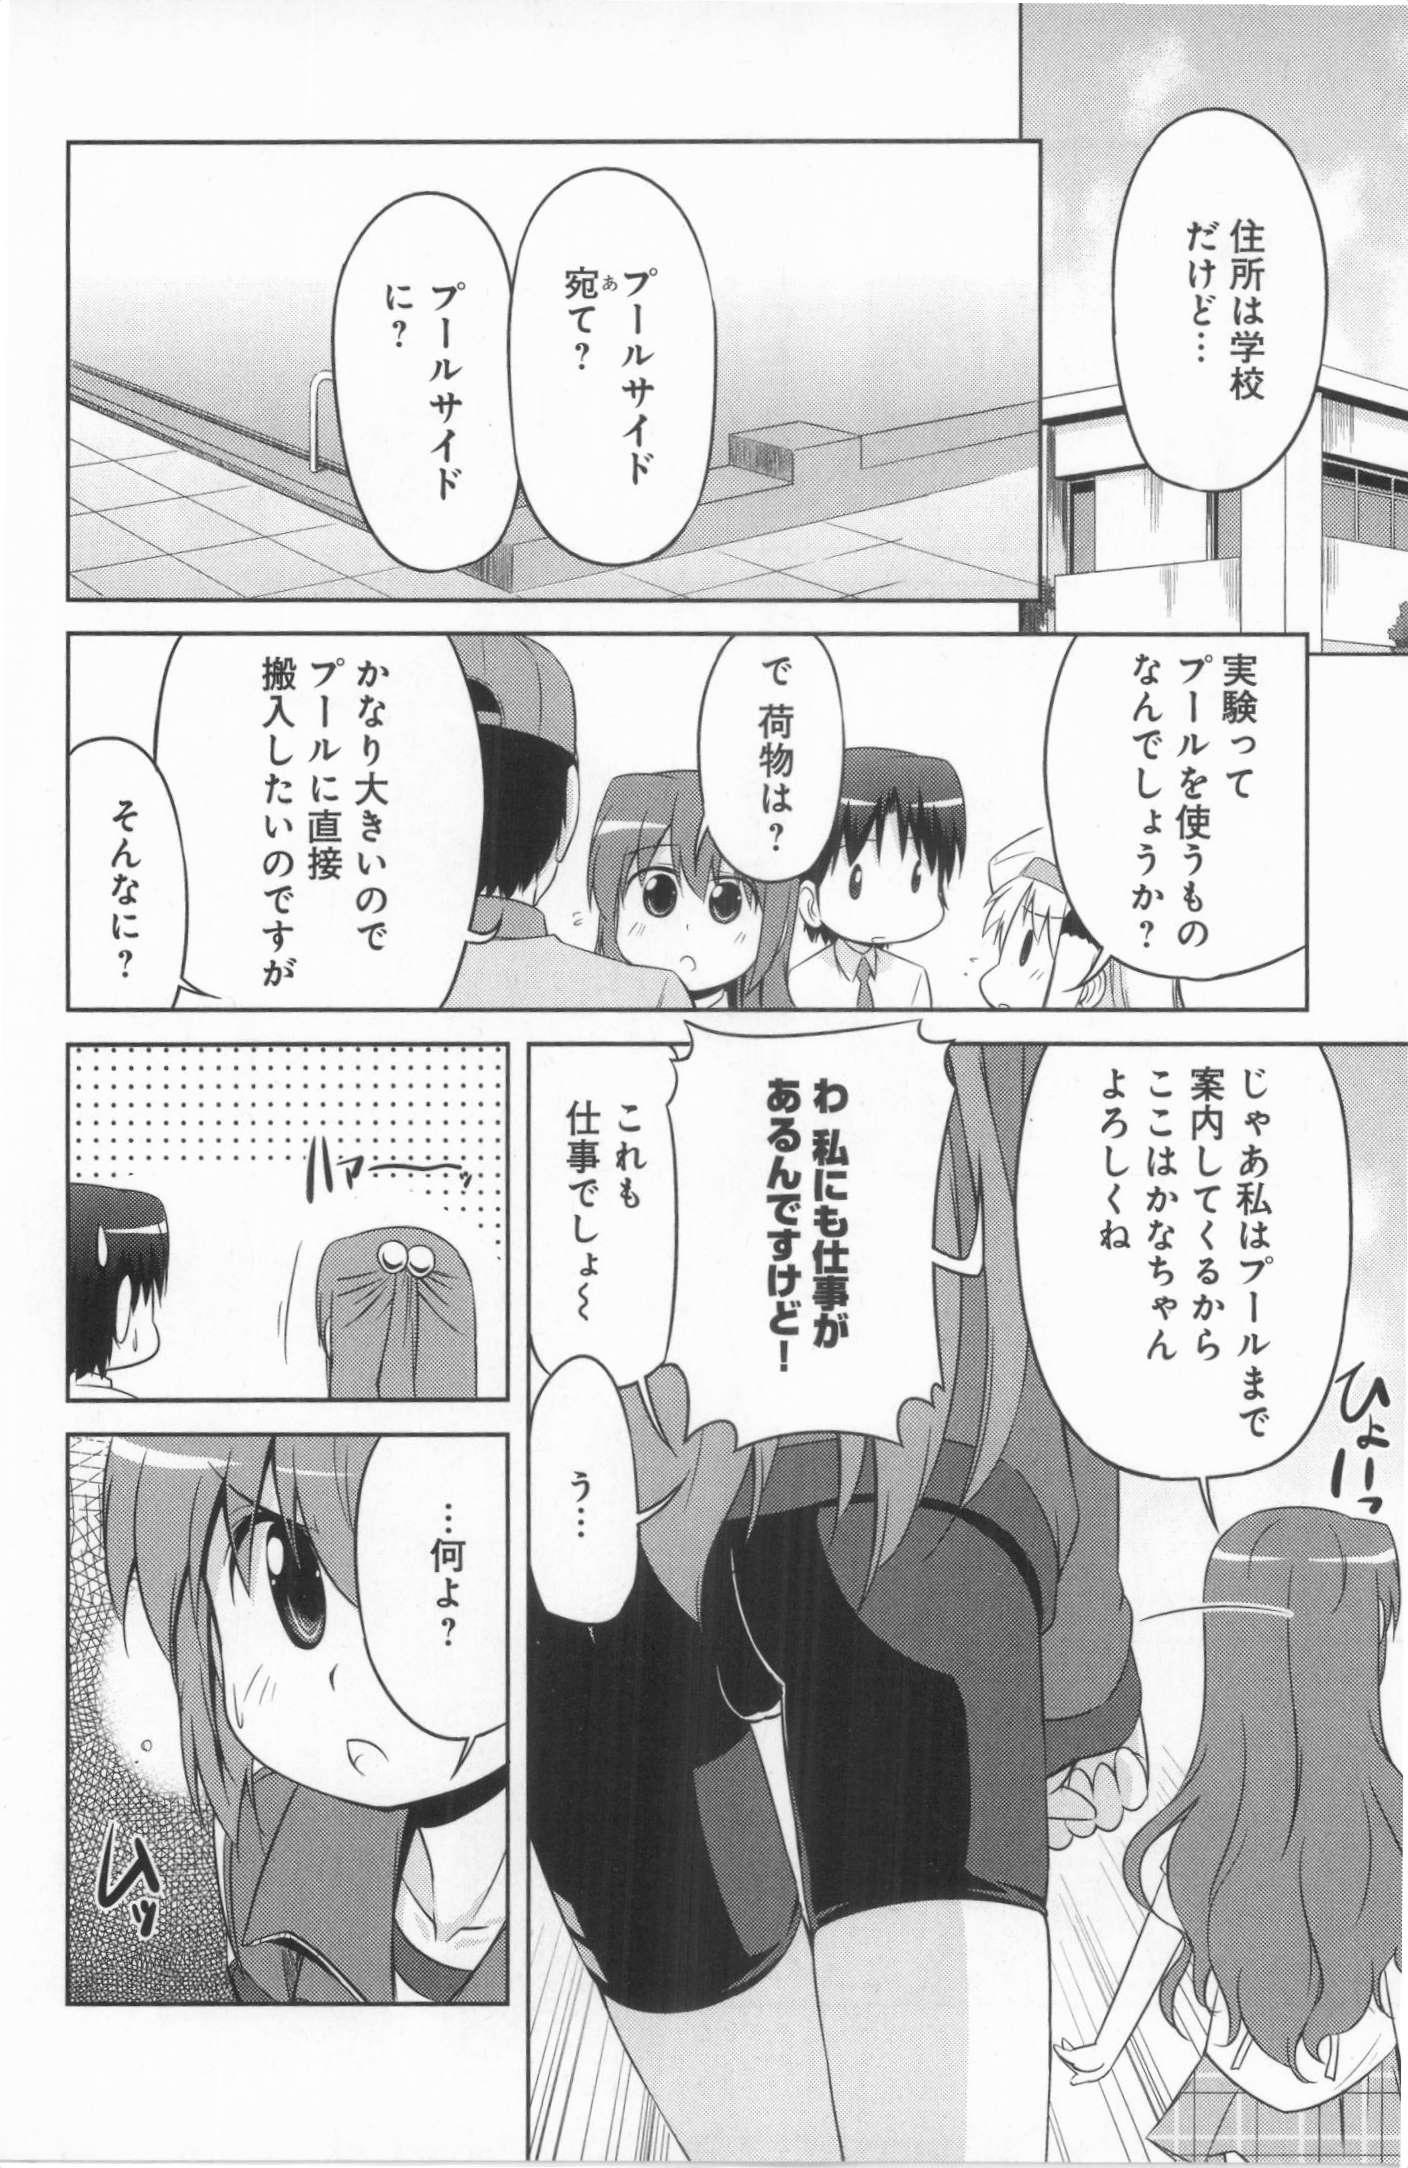 住所は学校
だけど…
プールサイド
宛て?
あ
プールサイド
に?
実験って
プールを使うもの
なんでしょうか?
で 荷物は?
かなり大きいので
プールに直接
搬入したいのですが
そんなに?
じゃあ私はプールまで
案内してくるから
ここはかなちゃん
よろしくね
ひょいーっ
わ 私にも仕事が
あるんですけど!
これも
仕事でしょ〜
う…
ハァーーッ
…何よ?
ひッ